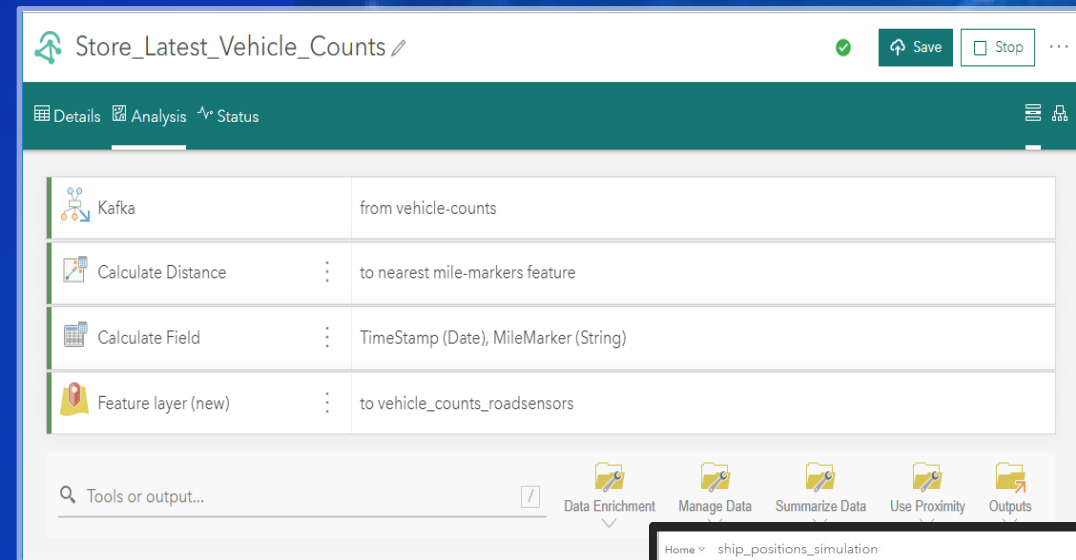 Store_Latest_Vehicle_Counts
Save
Stop
Details Analysis Status
Kafka from vehicle-counts
Calculate Distance to nearest mile-markers feature
Calculate Field TimeStamp (Date), MileMarker (String)
Feature layer (new) to vehicle_counts_roadsensors
Tools or output... /
Data Enrichment Manage Data Summarize Data Use Proximity Outputs
Home ship_positions_simulation